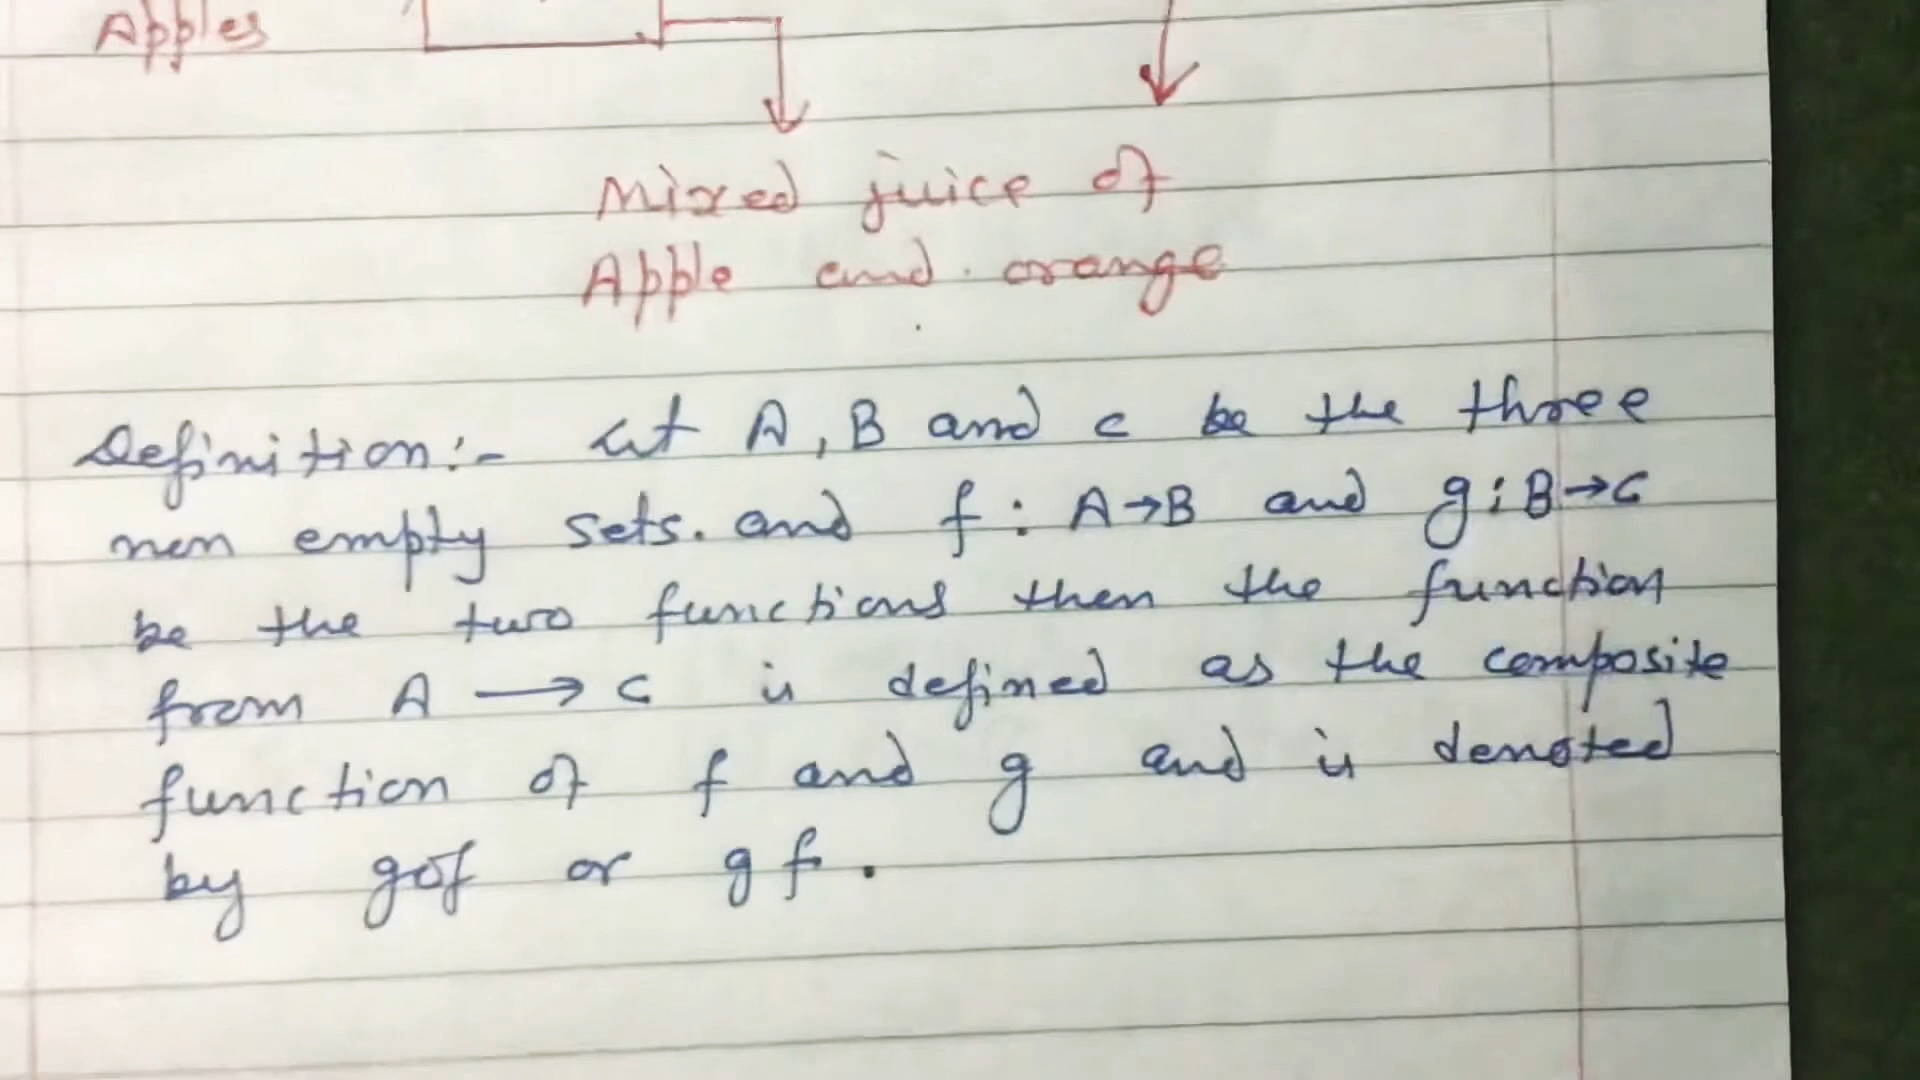 Apples
Mixed juice of
Apple and orange
Definition:- Let A, B and C be the three
non empty sets. and f : A→B and g : B→C
be the two functions then the function
from A ⟶ C is defined as the composite
function of f and g and is denoted
by gof or gf.